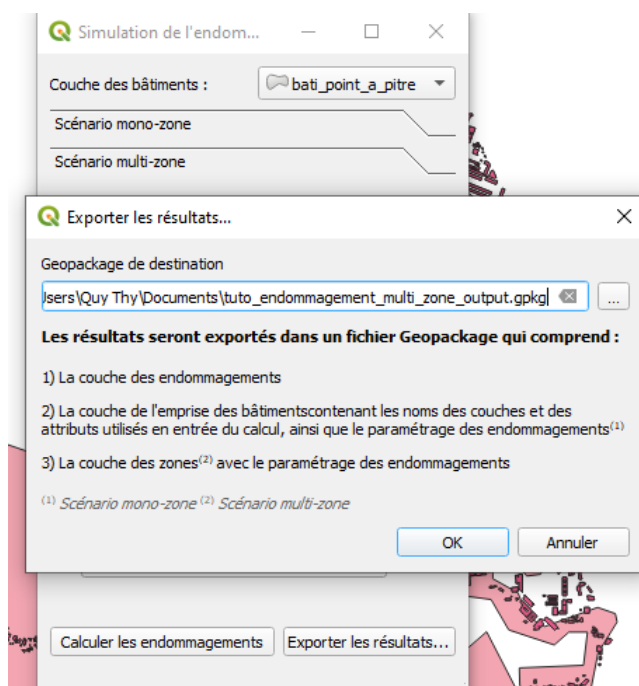 Simulation de l'endom...
Couche des bâtiments :
bati_point_a_pitre
Scénario mono-zone
Scénario multi-zone
Exporter les résultats...
Geopackage de destination
Jsers\Quy Thy\Documents\tuto_endommagement_multi_zone_output.gpkg
...
Les résultats seront exportés dans un fichier Geopackage qui comprend :
1) La couche des endommagements
2) La couche de l'emprise des bâtimentscontenant les noms des couches et des
attributs utilisés en entrée du calcul, ainsi que le paramétrage des endommagements⁽¹⁾
3) La couche des zones⁽²⁾ avec le paramétrage des endommagements
⁽¹⁾ Scénario mono-zone ⁽²⁾ Scénario multi-zone
OK
Annuler
Calculer les endommagements
Exporter les résultats...